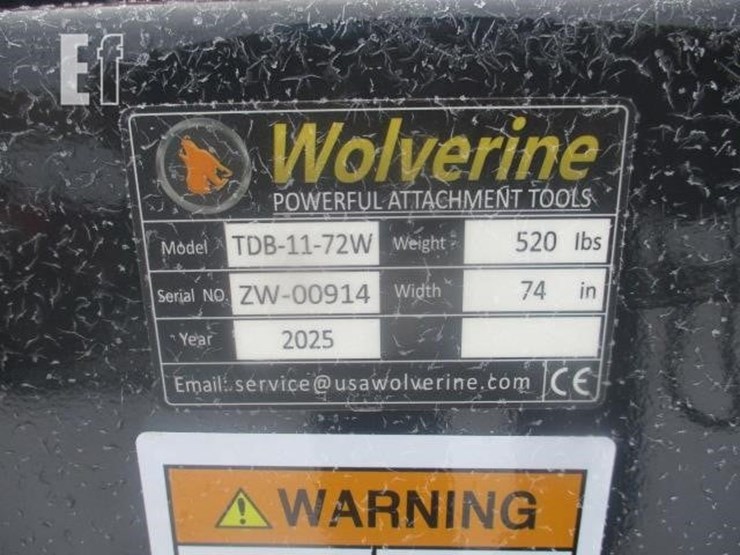 Ef
Wolverine
POWERFUL ATTACHMENT TOOLS
Model TDB-11-72W Weight 520 lbs
Serial NO. ZW-00914 Width 74 in
Year 2025
Email: service@usawolverine.com CE
WARNING